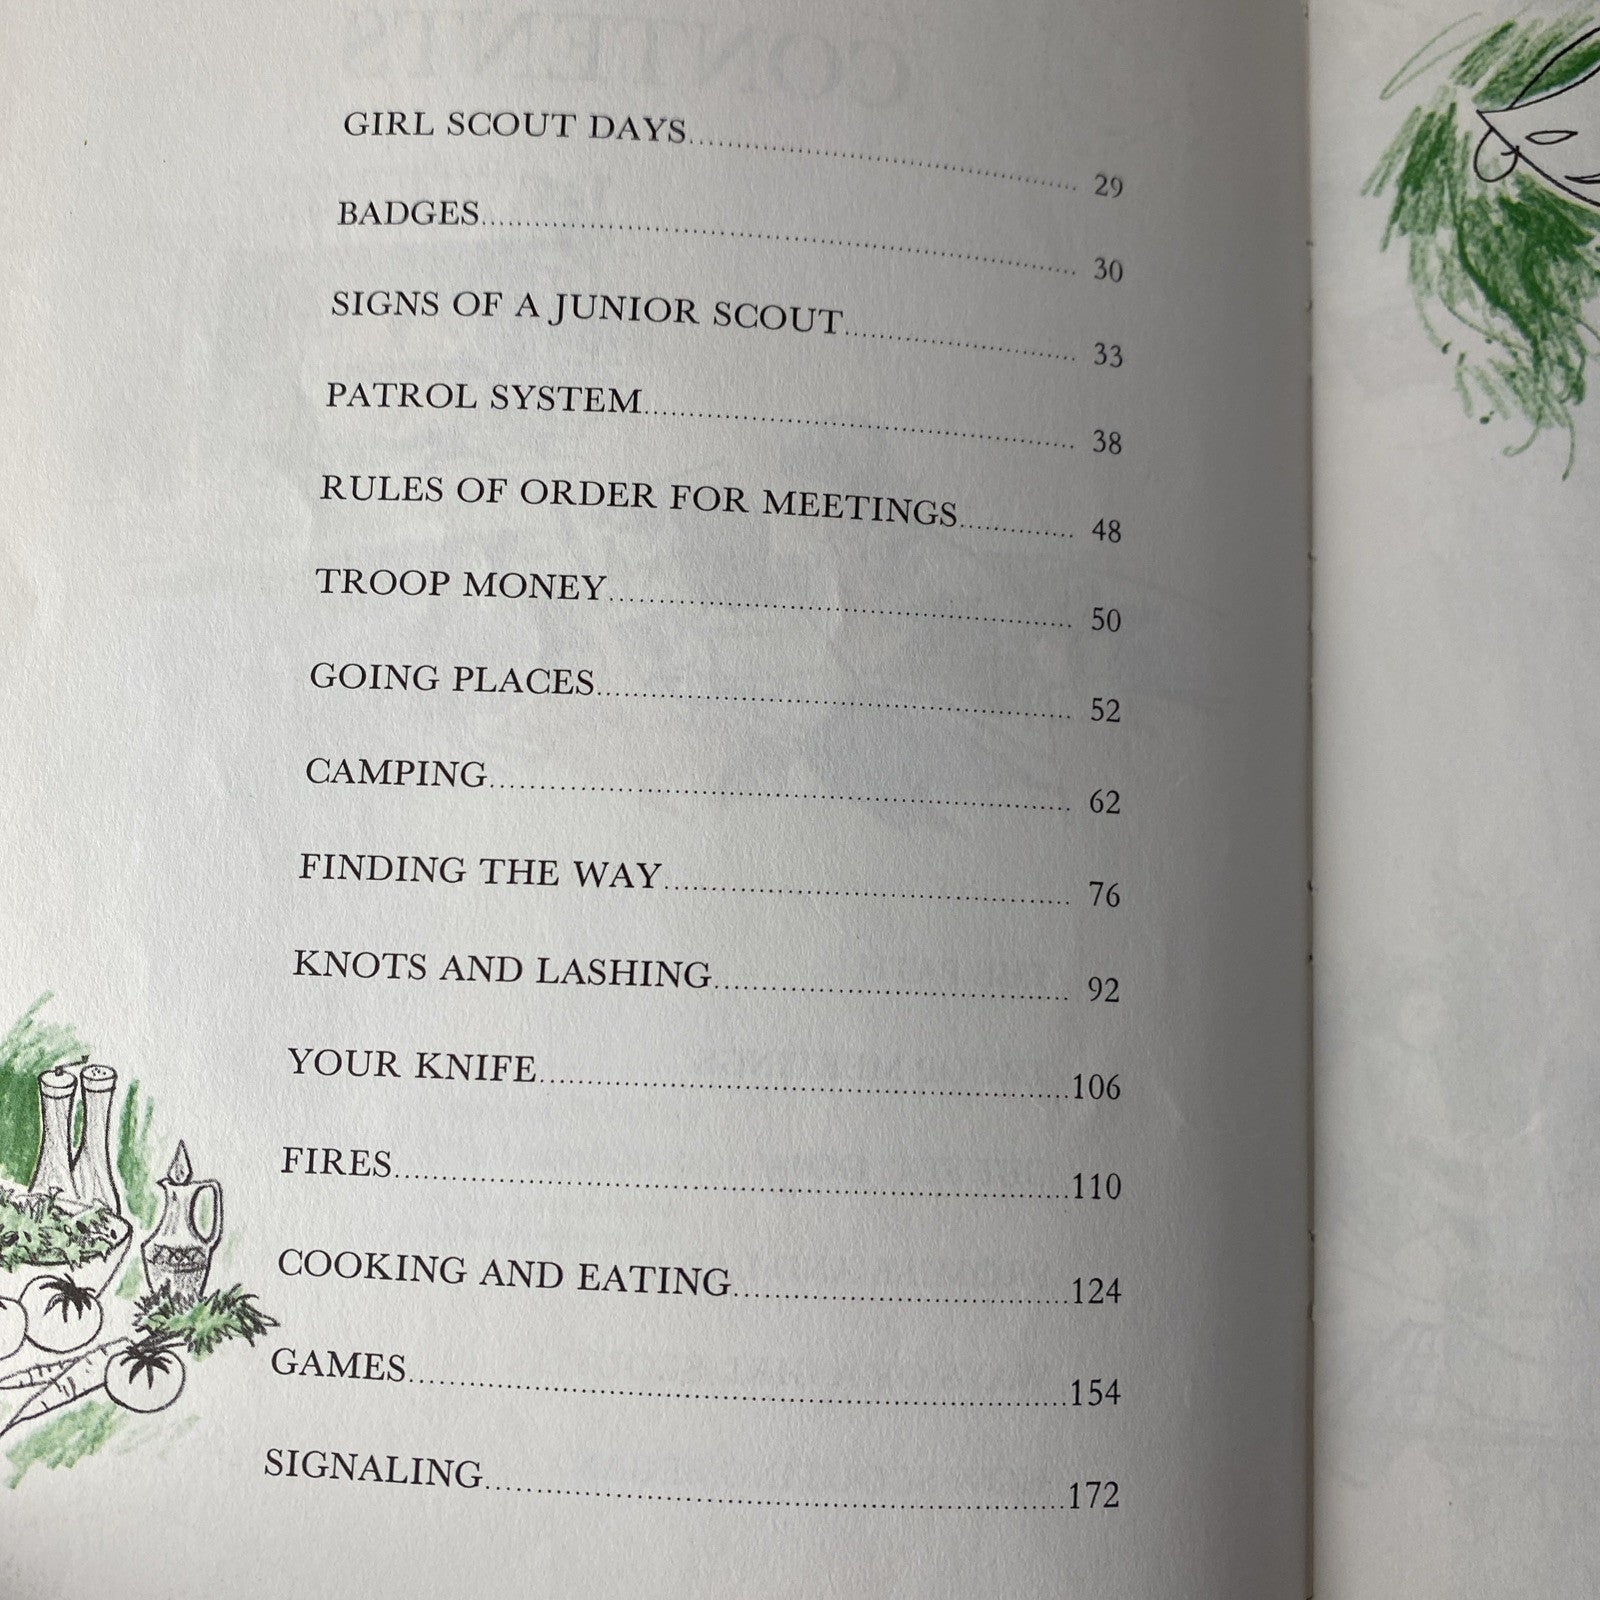 GIRL SCOUT DAYS 29
BADGES 30
SIGNS OF A JUNIOR SCOUT 33
PATROL SYSTEM 38
RULES OF ORDER FOR MEETINGS 48
TROOP MONEY 50
GOING PLACES 52
CAMPING 62
FINDING THE WAY 76
KNOTS AND LASHING 92
YOUR KNIFE 106
FIRES 110
COOKING AND EATING 124
GAMES 154
SIGNALING 172